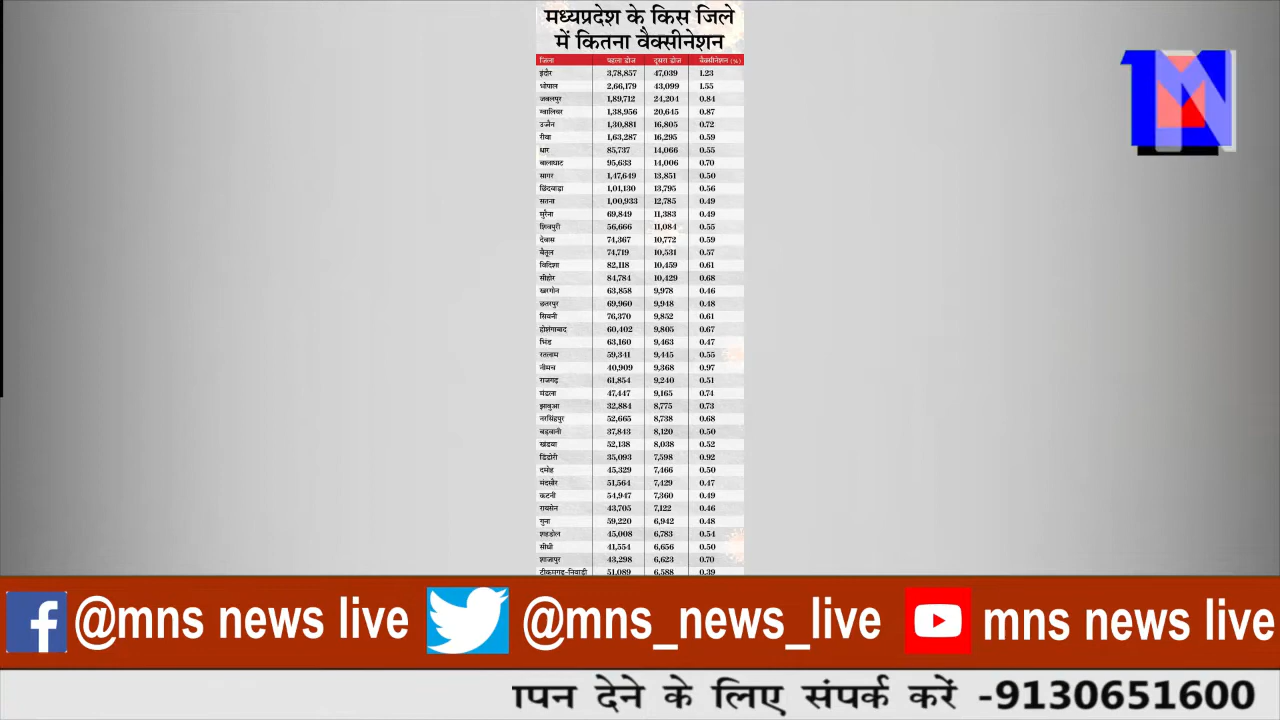 मध्यप्रदेश के किस जिले
में कितना वैक्सीनेशन
जिला पहला डोज दूसरा डोज वैक्सीनेशन (%)
इंदौर 3,78,857 47,039 1.23
भोपाल 2,66,179 43,099 1.55
जबलपुर 1,89,712 24,204 0.84
ग्वालियर 1,38,956 20,645 0.87
उज्जैन 1,30,881 16,805 0.72
रीवा 1,63,287 16,295 0.59
धार 85,737 14,066 0.55
बालाघाट 95,633 14,006 0.70
सागर 1,47,649 13,851 0.50
छिंदवाड़ा 1,01,130 13,795 0.56
सतना 1,00,933 12,785 0.49
मुरैना 69,849 11,383 0.49
शिवपुरी 56,666 11,084 0.55
देवास 74,367 10,772 0.59
बैतूल 74,719 10,531 0.57
विदिशा 82,118 10,459 0.61
सीहोर 84,784 10,429 0.68
खरगोन 63,858 9,978 0.46
छतरपुर 69,960 9,948 0.48
सिवनी 76,370 9,852 0.61
होशंगाबाद 60,402 9,805 0.67
भिंड 63,160 9,463 0.47
रतलाम 59,341 9,445 0.55
नीमच 40,909 9,368 0.97
राजगढ़ 61,854 9,240 0.51
मंडला 47,447 9,165 0.74
झाबुआ 32,884 8,775 0.73
नरसिंहपुर 52,665 8,738 0.68
बड़वानी 37,843 8,120 0.50
खंडवा 52,138 8,038 0.52
डिंडोरी 35,093 7,598 0.92
दमोह 45,329 7,466 0.50
मंदसौर 51,564 7,429 0.47
कटनी 54,947 7,360 0.49
रायसेन 43,705 7,122 0.46
गुना 59,220 6,942 0.48
शहडोल 45,008 6,783 0.54
सीधी 41,554 6,656 0.50
शाजापुर 43,298 6,623 0.70
टीकमगढ़-निवाड़ी 51,089 6,588 0.39
@mns news live @mns_news_live mns news live
ापन देने के लिए संपर्क करें -9130651600